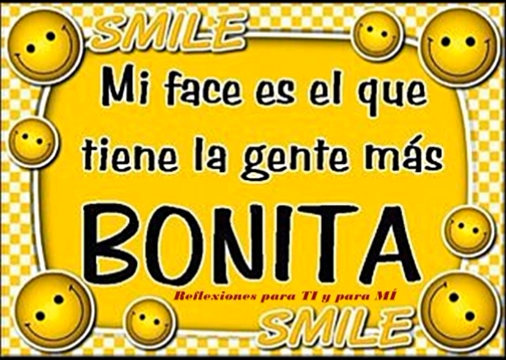 SMILE
Mi face es el que
tiene la gente más
BONITA
Reflexiones para TI y para MÍ
SMILE